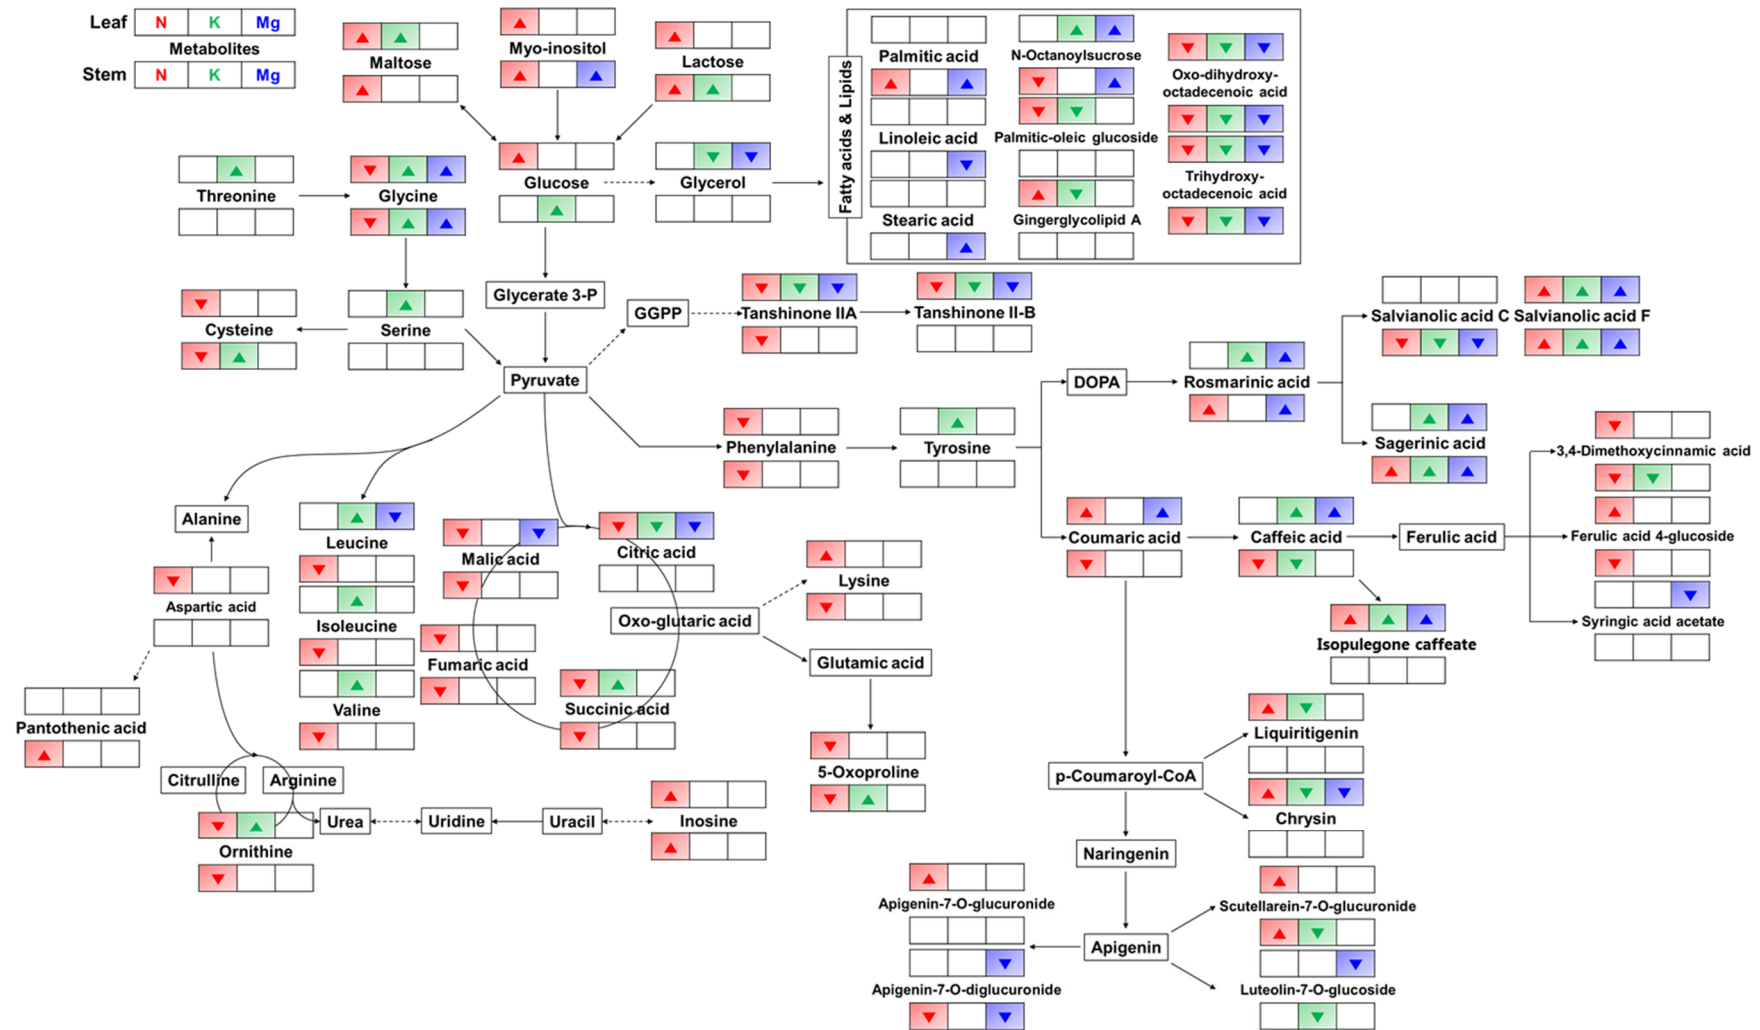 Leaf N K Mg
Metabolites
Stem N K Mg
Maltose
Myo-inositol
Lactose
Fatty acids & Lipids
Palmitic acid
N-Octanoylsucrose
Oxo-dihydroxy-
octadecenoic acid
Linoleic acid
Palmitic-oleic glucoside
Trihydroxy-
octadecenoic acid
Stearic acid
Gingerglycolipid A
Threonine
Glycine
Glucose
Glycerol
Cysteine
Serine
Glycerate 3-P
GGPP
Tanshinone IIA
Tanshinone II-B
Salvianolic acid C
Salvianolic acid F
Pyruvate
DOPA
Rosmarinic acid
Sagerinic acid
Phenylalanine
Tyrosine
3,4-Dimethoxycinnamic acid
Alanine
Leucine
Malic acid
Citric acid
Coumaric acid
Caffeic acid
Ferulic acid
Ferulic acid 4-glucoside
Lysine
Aspartic acid
Isoleucine
Oxo-glutaric acid
Syringic acid acetate
Isopulegone caffeate
Fumaric acid
Glutamic acid
Pantothenic acid
Valine
Succinic acid
Liquiritigenin
5-Oxoproline
p-Coumaroyl-CoA
Citrulline
Arginine
Chrysin
Urea
Uridine
Uracil
Inosine
Ornithine
Naringenin
Apigenin-7-O-glucuronide
Scutellarein-7-O-glucuronide
Apigenin
Apigenin-7-O-diglucuronide
Luteolin-7-O-glucoside